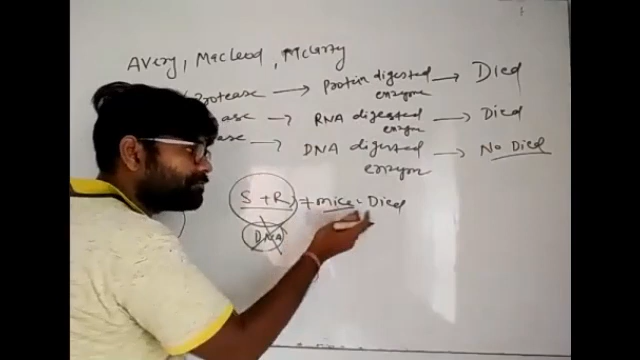 Avery, Macleod, McCarty
Protease → Protein digested enzyme → Died
ase → RNA digested enzyme → Died
ase → DNA digested enzyme → No Died
S + R + mice - Died
DNA